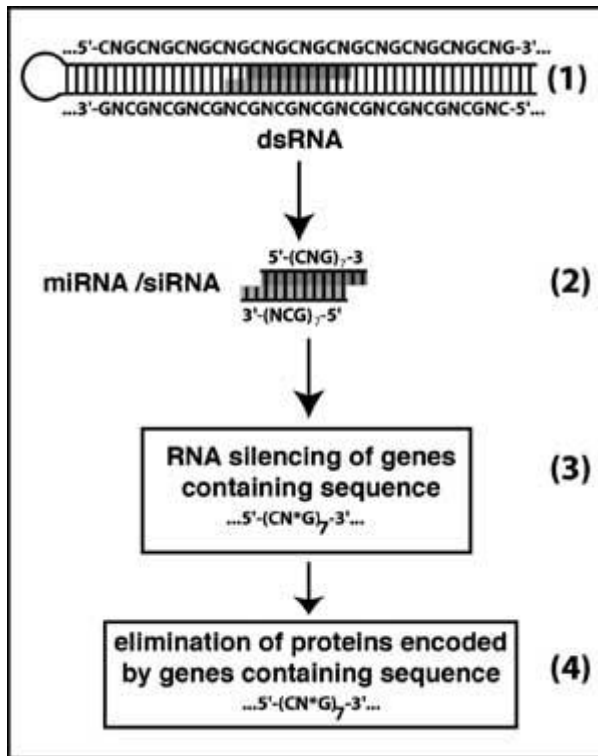 ...5'-CNGCNGCNGCNGCNGCNGCNGCNGCNGCNGCNGCNG-3'...
(1)
...3'-GNCGNCGNCGNCGNCGNCGNCGNCGNCGNCGNCGNC-5'...
dsRNA
5'-(CNG)7-3
miRNA /siRNA
(2)
3'-(NCG)7-5'
RNA silencing of genes
containing sequence
...5'-(CN*G)7-3'...
(3)
elimination of proteins encoded
by genes containing sequence
...5'-(CN*G)7-3'...
(4)